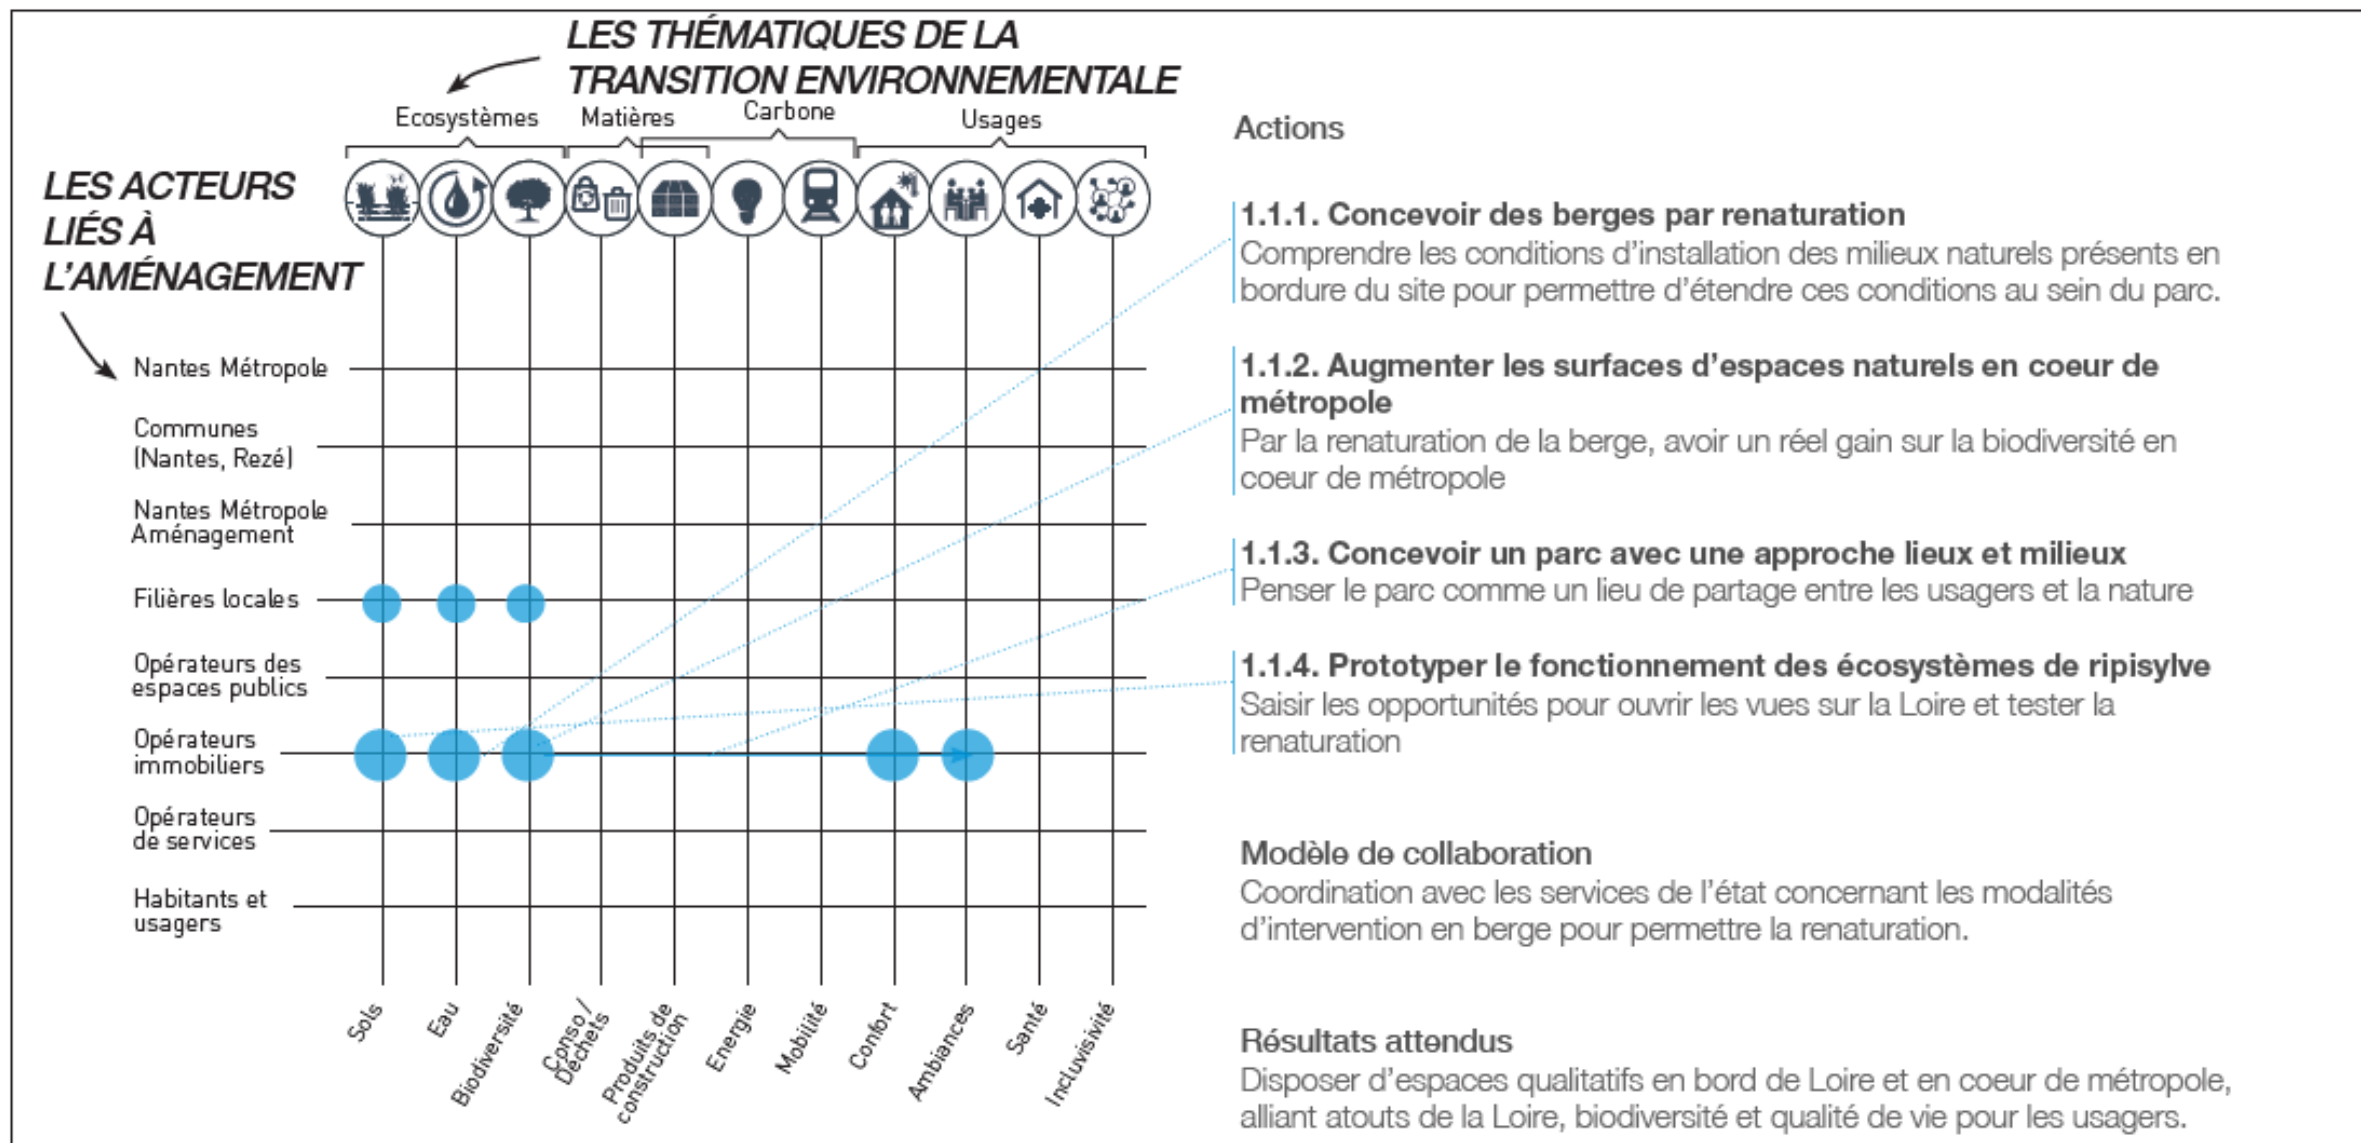 LES THÉMATIQUES DE LA
TRANSITION ENVIRONNEMENTALE
Ecosystèmes
Matières
Carbone
Usages
LES ACTEURS
LIÉS À
L'AMÉNAGEMENT
Nantes Métropole
Communes
(Nantes, Rezé)
Nantes Métropole
Aménagement
Filières locales
Opérateurs des
espaces publics
Opérateurs
immobiliers
Opérateurs
de services
Habitants et
usagers
Sols
Eau
Biodiversité
Conso /
Déchets
Produits de
construction
Energie
Mobilité
Confort
Ambiances
Santé
Incluvisivité
Actions
1.1.1. Concevoir des berges par renaturation
Comprendre les conditions d'installation des milieux naturels présents en
bordure du site pour permettre d'étendre ces conditions au sein du parc.
1.1.2. Augmenter les surfaces d'espaces naturels en coeur de
métropole
Par la renaturation de la berge, avoir un réel gain sur la biodiversité en
coeur de métropole
1.1.3. Concevoir un parc avec une approche lieux et milieux
Penser le parc comme un lieu de partage entre les usagers et la nature
1.1.4. Prototyper le fonctionnement des écosystèmes de ripisylve
Saisir les opportunités pour ouvrir les vues sur la Loire et tester la
renaturation
Modèle de collaboration
Coordination avec les services de l'état concernant les modalités
d'intervention en berge pour permettre la renaturation.
Résultats attendus
Disposer d'espaces qualitatifs en bord de Loire et en coeur de métropole,
alliant atouts de la Loire, biodiversité et qualité de vie pour les usagers.